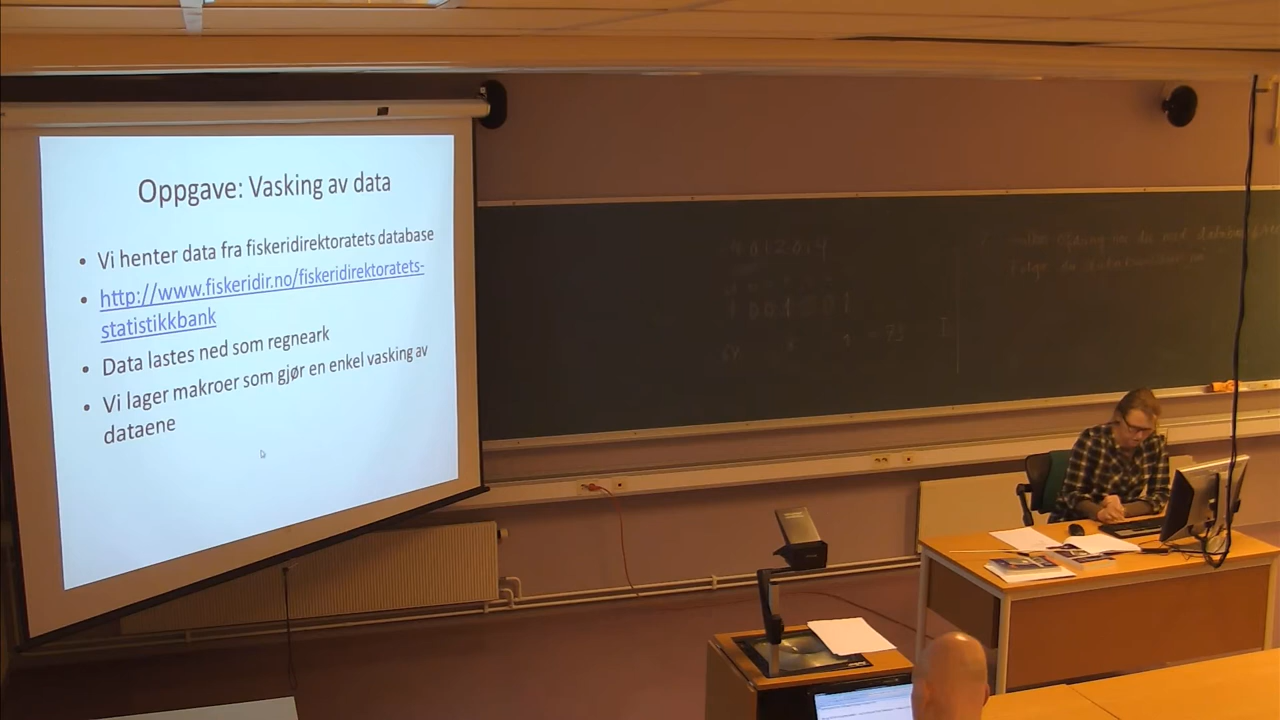 Oppgave: Vasking av data
• Vi henter data fra fiskeridirektoratets database
• http://www.fiskeridir.no/fiskeridirektoratets-
statistikkbank
• Data lastes ned som regneark
• Vi lager makroer som gjør en enkel vasking av
dataene